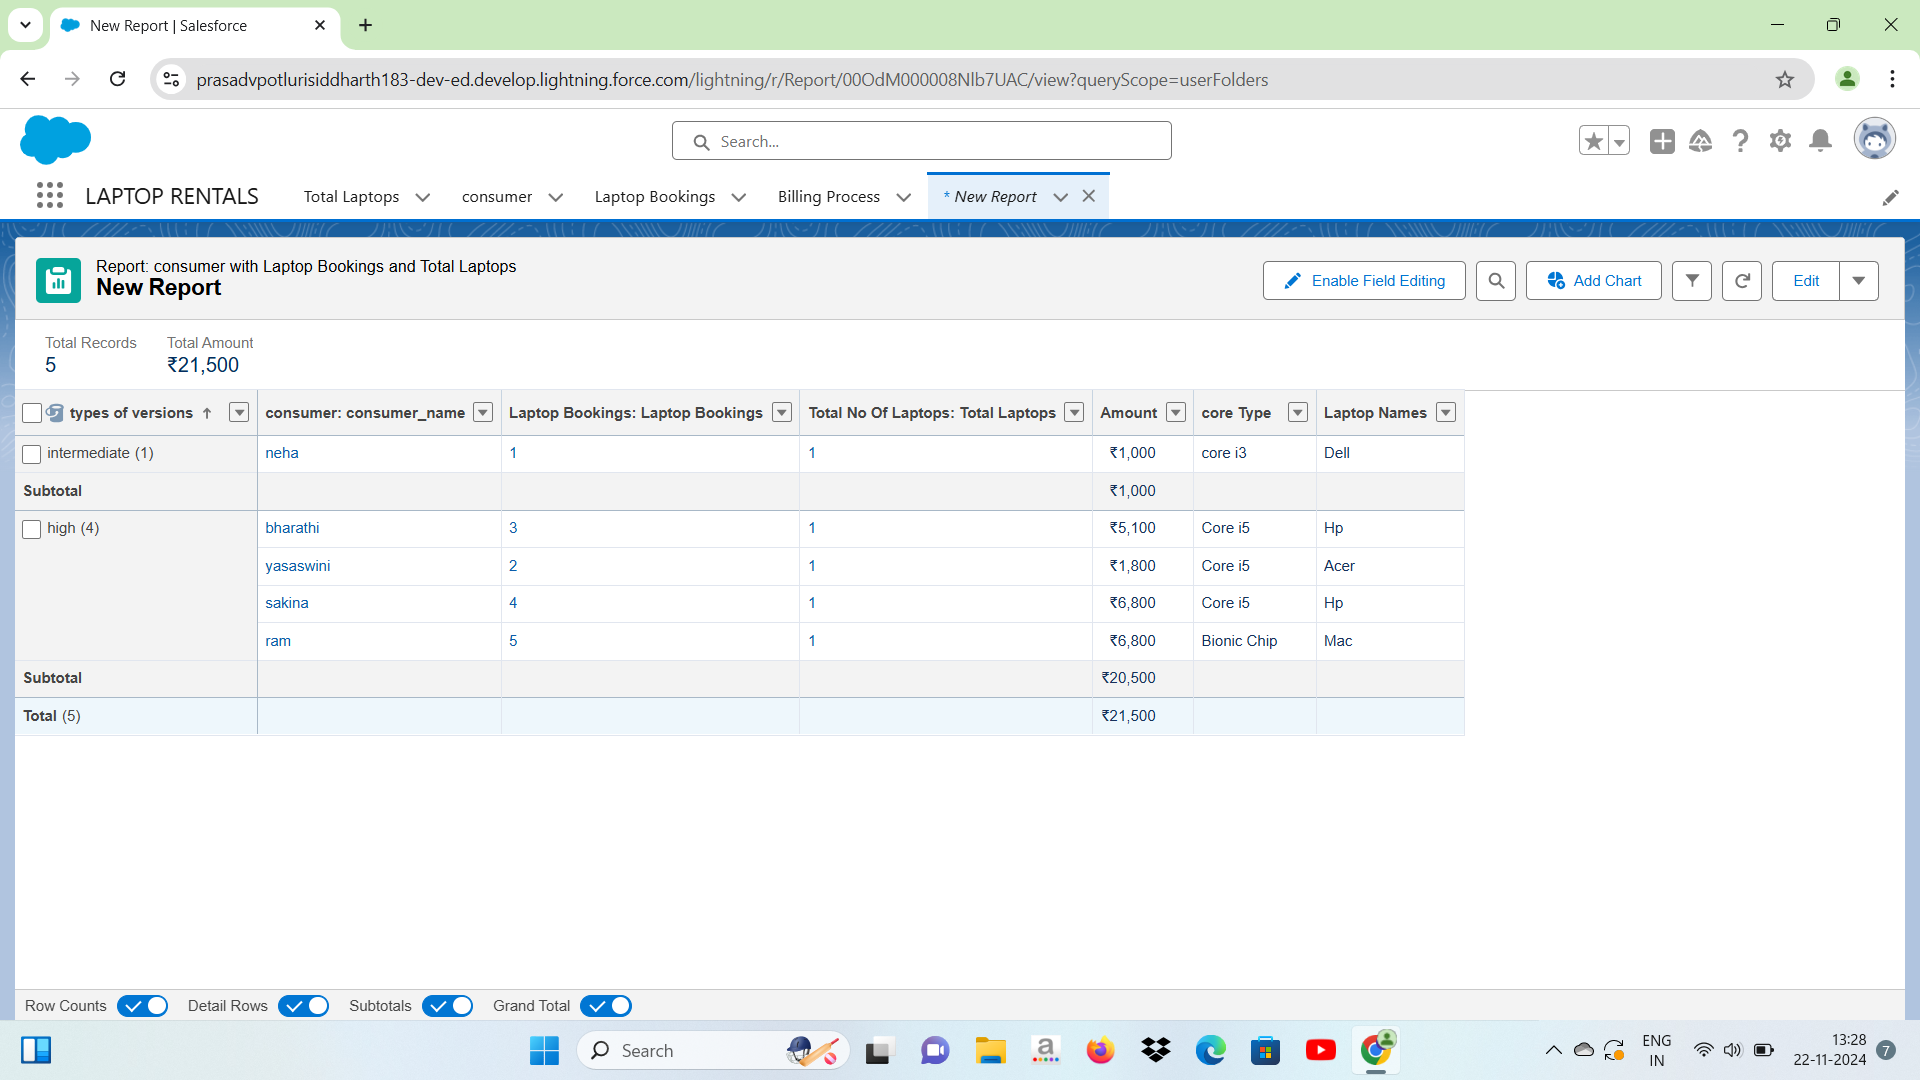 New Report | Salesforce
prasadvpotlurisiddharth183-dev-ed.develop.lightning.force.com/lightning/r/Report/00OdM000008Nlb7UAC/view?queryScope=userFolders
Search...
LAPTOP RENTALS Total Laptops consumer Laptop Bookings Billing Process * New Report
Report: consumer with Laptop Bookings and Total Laptops
New Report
Enable Field Editing Add Chart Edit
Total Records Total Amount
5 ₹21,500
types of versions ↑ consumer: consumer_name Laptop Bookings: Laptop Bookings Total No Of Laptops: Total Laptops Amount core Type Laptop Names
intermediate (1) neha 1 1 ₹1,000 core i3 Dell
Subtotal ₹1,000
high (4) bharathi 3 1 ₹5,100 Core i5 Hp
yasaswini 2 1 ₹1,800 Core i5 Acer
sakina 4 1 ₹6,800 Core i5 Hp
ram 5 1 ₹6,800 Bionic Chip Mac
Subtotal ₹20,500
Total (5) ₹21,500
Row Counts Detail Rows Subtotals Grand Total
Search
a
ENG
IN
13:28
22-11-2024
7